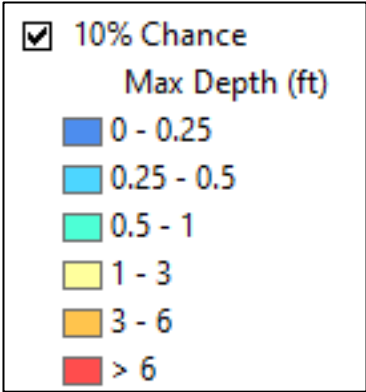 10% Chance
Max Depth (ft)
0 - 0.25
0.25 - 0.5
0.5 - 1
1 - 3
3 - 6
> 6